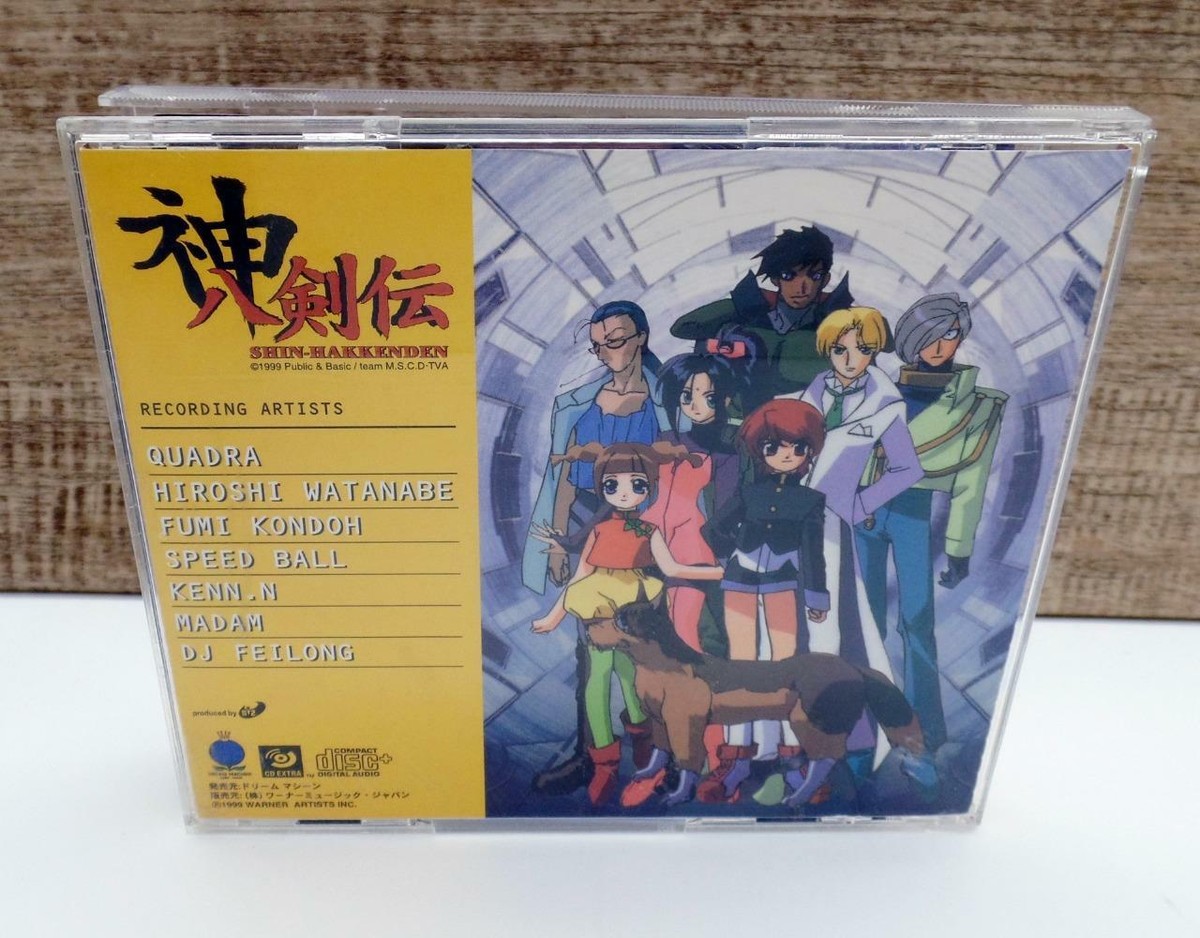 神
八剣伝
SHIN-HAKKENDEN
©1999 Public & Basic / team M.S.C.D･TVA
RECORDING ARTISTS
QUADRA
HIROSHI WATANABE
FUMI KONDOH
SPEED BALL
KENN.N
MADAM
DJ FEILONG
produced by
CD EXTRA
COMPACT
disc+
DIGITAL AUDIO
発売元:ドリーム マシーン
販売元:(株)ワーナーミュージック・ジャパン
℗1999 WARNER ARTISTS INC.